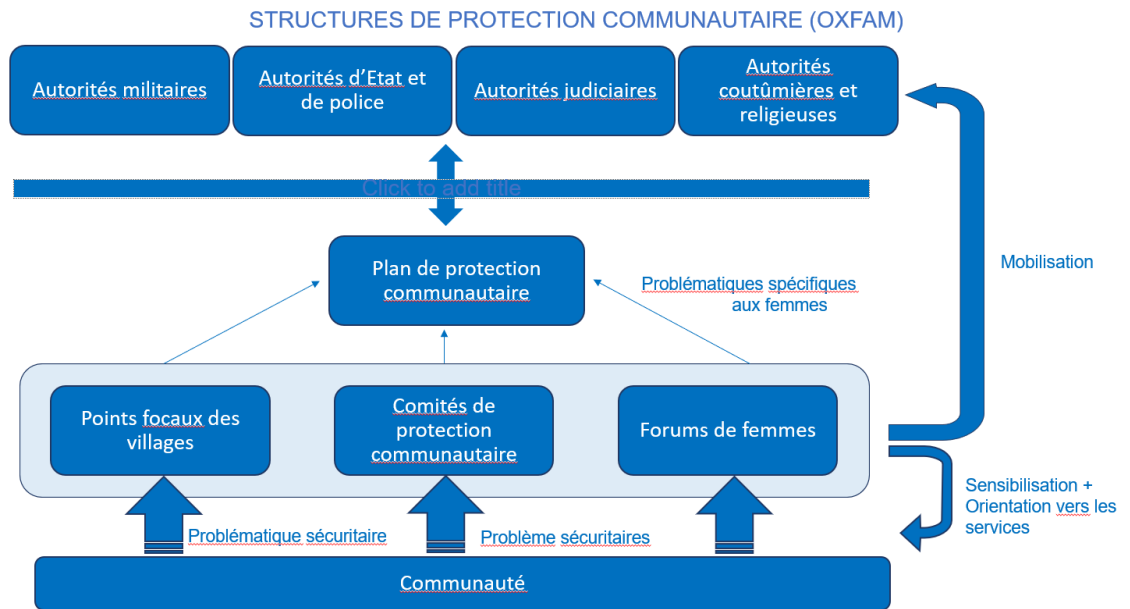 STRUCTURES DE PROTECTION COMMUNAUTAIRE (OXFAM)
Autorités militaires
Autorités d'Etat et
de police
Autorités judiciaires
Autorités
coutûmières et
religieuses
Click to add title
Plan de protection
communautaire
Problématiques spécifiques
aux femmes
Mobilisation
Points focaux des
villages
Comités de
protection
communautaire
Forums de femmes
Sensibilisation +
Orientation vers les
services
Problématique sécuritaire
Problème sécuritaires
Communauté